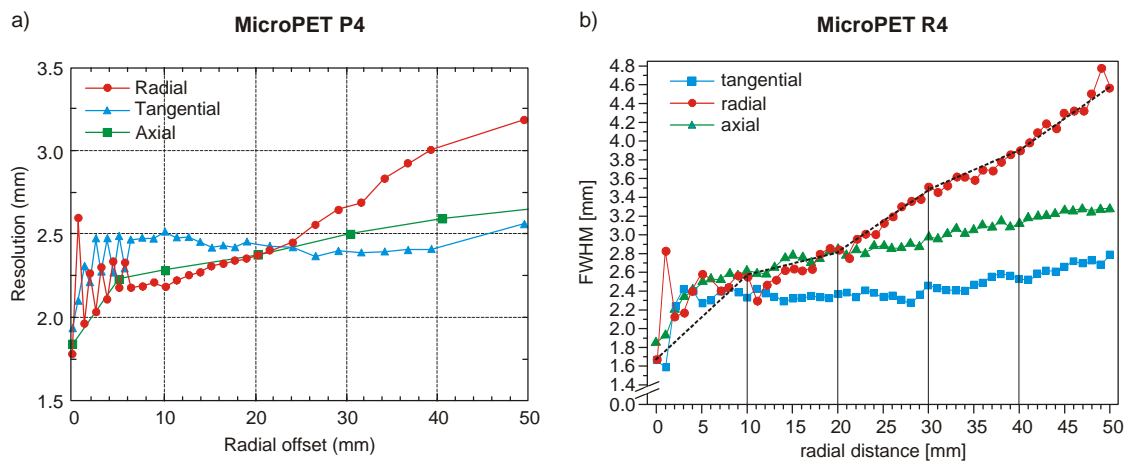 a)
MicroPET P4
3.5
3.0
2.5
2.0
1.5
Resolution (mm)
Radial
Tangential
Axial
0 10 20 30 40 50
Radial offset (mm)
b)
MicroPET R4
4.8
4.6
4.4
4.2
4.0
3.8
3.6
3.4
3.2
3.0
2.8
2.6
2.4
2.2
2.0
1.8
1.6
1.4
0.0
FWHM [mm]
tangential
radial
axial
0 5 10 15 20 25 30 35 40 45 50
radial distance [mm]